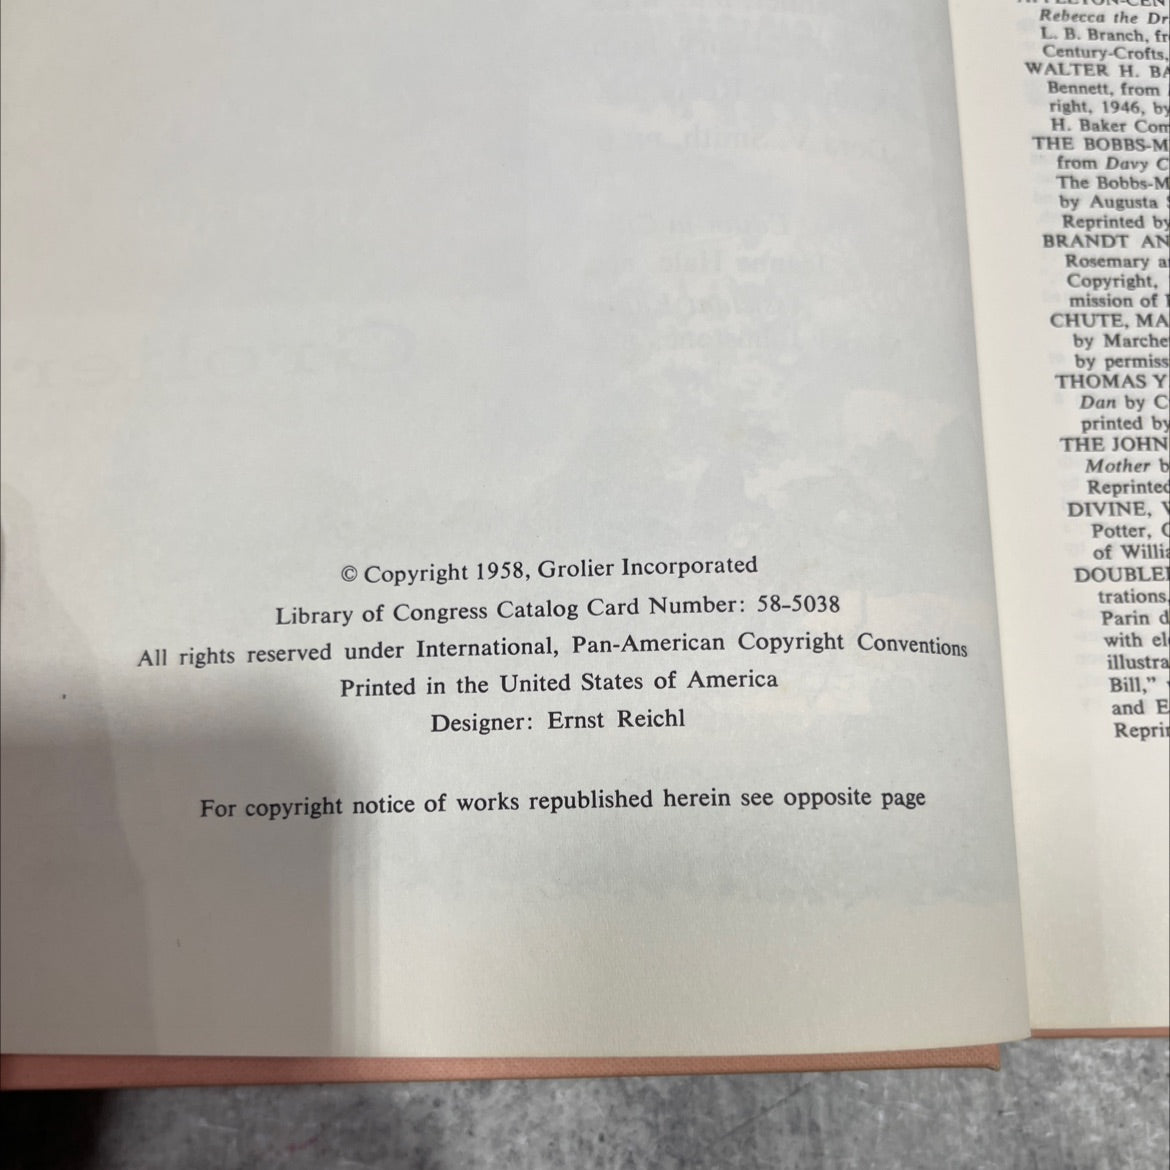 © Copyright 1958, Grolier Incorporated
Library of Congress Catalog Card Number: 58-5038
All rights reserved under International, Pan-American Copyright Conventions
Printed in the United States of America
Designer: Ernst Reichl
For copyright notice of works republished herein see opposite page
Rebecca the Dr
L. B. Branch, fr
Century-Crofts,
WALTER H. BA
Bennett, from
right, 1946, by
H. Baker Com
THE BOBBS-M
from Davy C
The Bobbs-M
by Augusta
Reprinted by
BRANDT AN
Rosemary a
Copyright,
mission of
CHUTE, MA
by Marche
by permiss
THOMAS Y
Dan by C
printed by
THE JOHN
Mother b
Reprinted
DIVINE,
Potter,
of Willia
DOUBLE
trations,
Parin d
with el
illustra
Bill,"
and E
Reprin